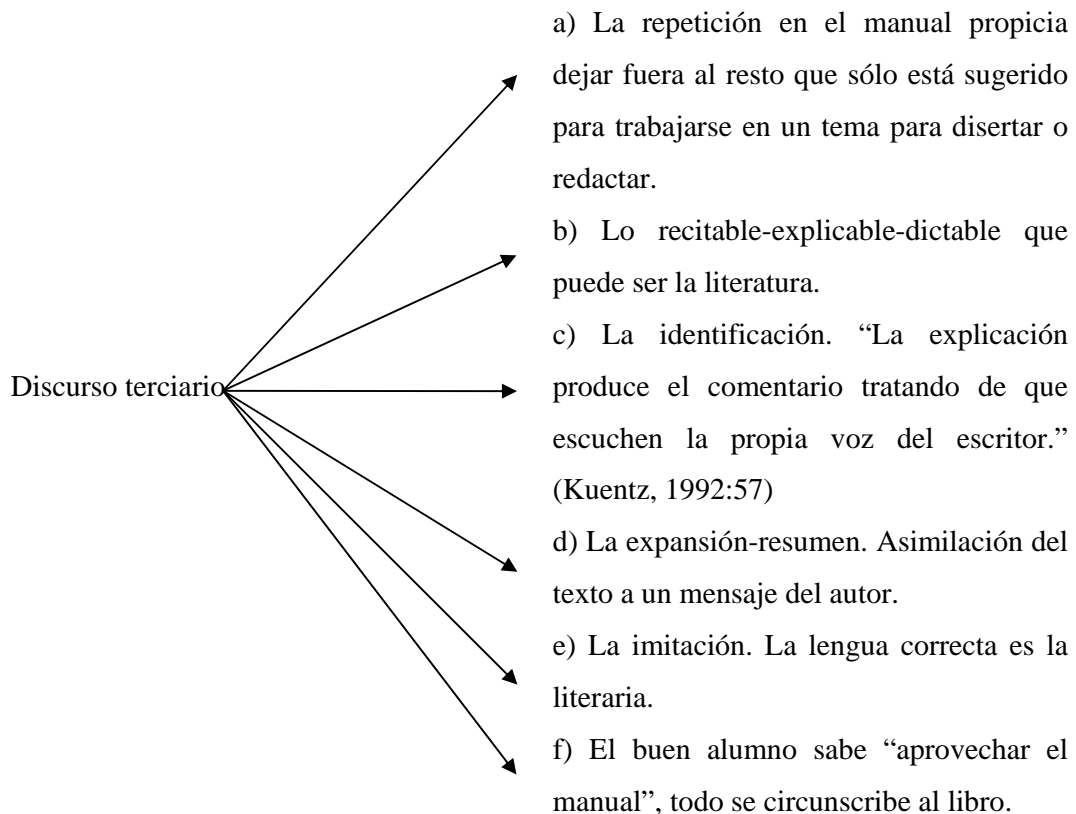 a) La repetición en el manual propicia
dejar fuera al resto que sólo está sugerido
para trabajarse en un tema para disertar o
redactar.
b) Lo recitable-explicable-dictable que
puede ser la literatura.
c) La identificación. “La explicación
Discurso terciario
produce el comentario tratando de que
escuchen la propia voz del escritor.”
(Kuentz, 1992:57)
d) La expansión-resumen. Asimilación del
texto a un mensaje del autor.
e) La imitación. La lengua correcta es la
literaria.
f) El buen alumno sabe “aprovechar el
manual”, todo se circunscribe al libro.